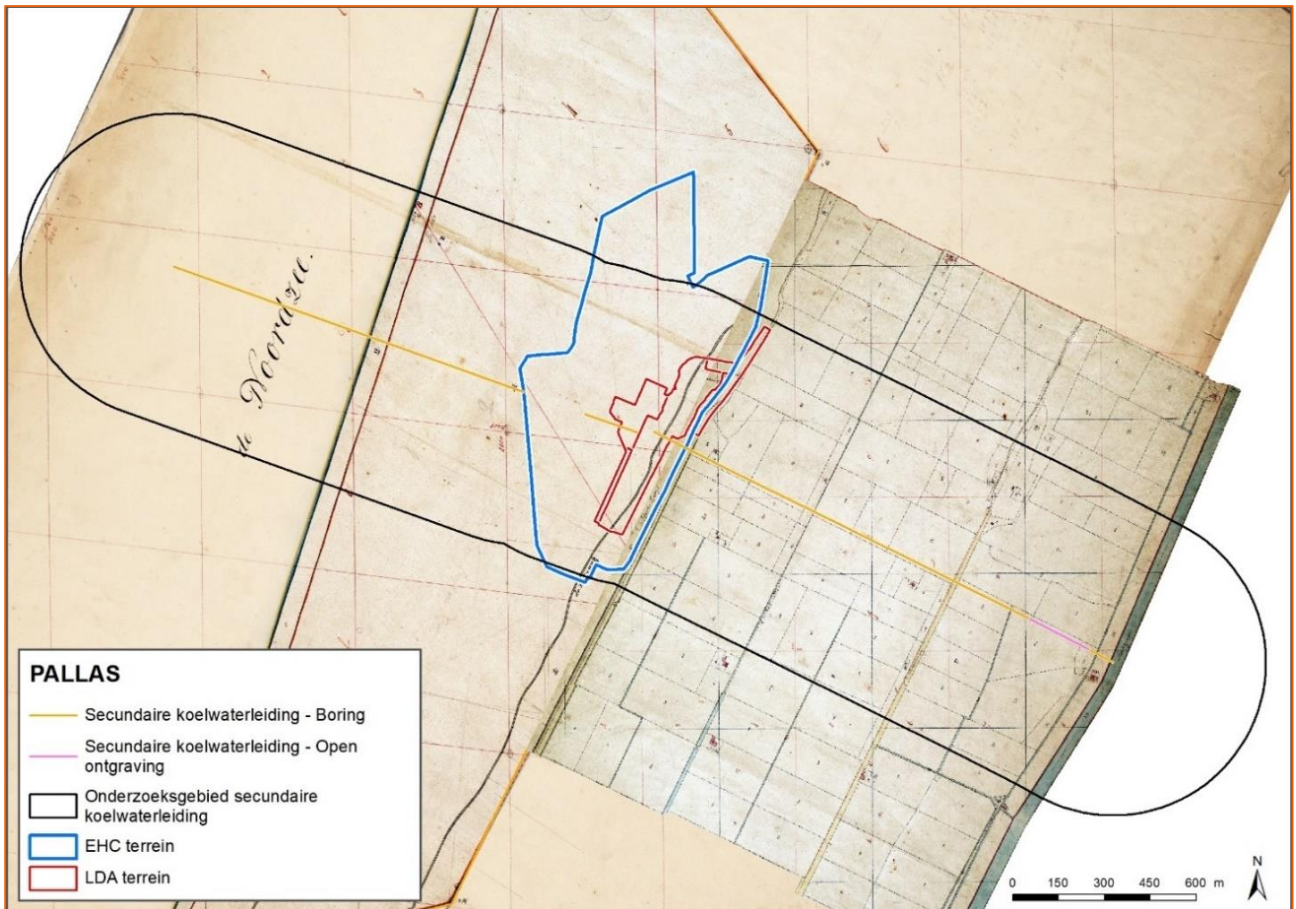 de Noordzee.
PALLAS
Secundaire koelwaterleiding - Boring
Secundaire koelwaterleiding - Open
ontgraving
Onderzoeksgebied secundaire
koelwaterleiding
EHC terrein
LDA terrein
0 150 300 450 600 m
N